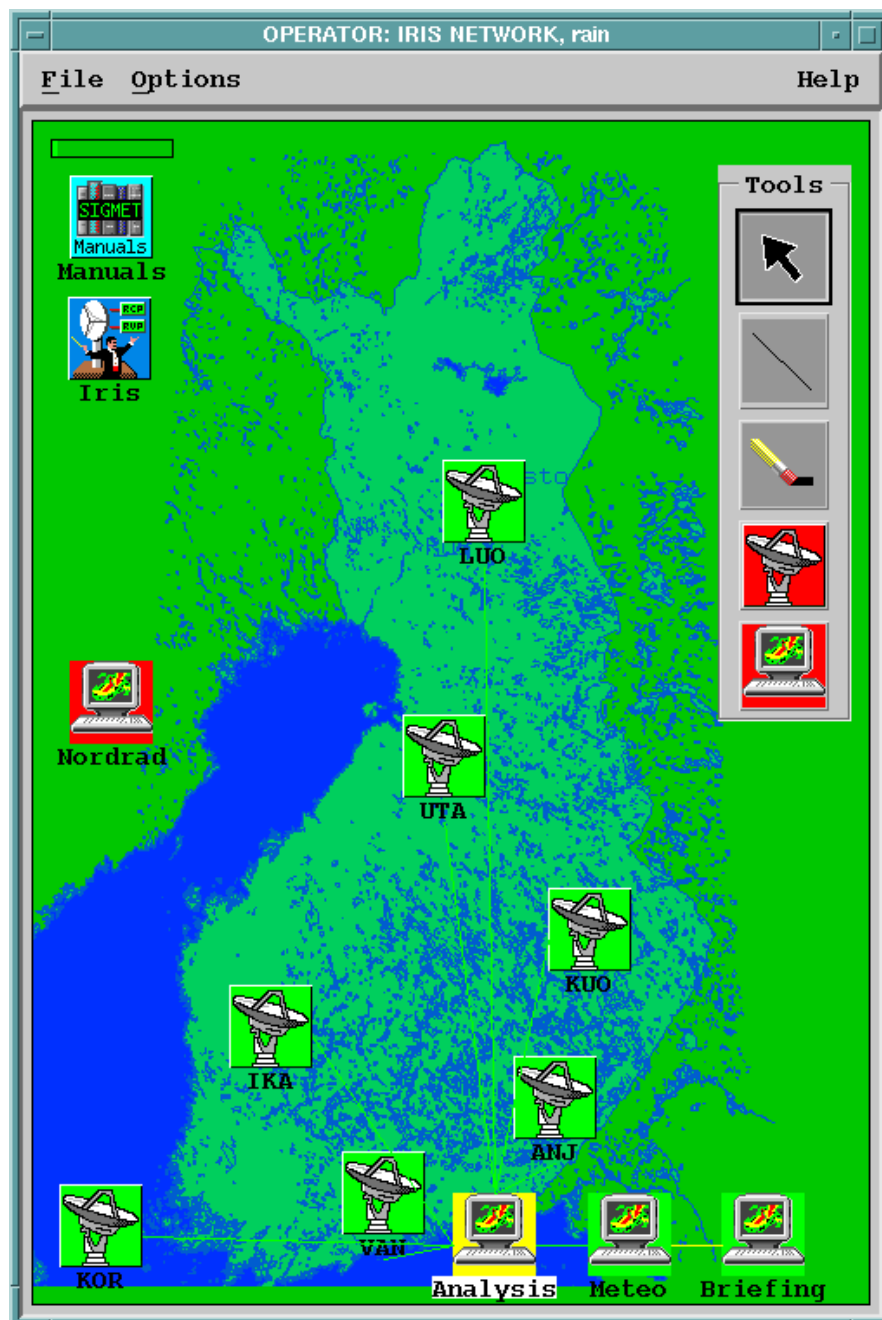 OPERATOR: IRIS NETWORK, rain
File Options Help
Tools
SIGMET
Manuals
Manuals
RCP
RVP
Iris
sto
LUO
Nordrad
UTA
KUO
IKA
ANJ
VAN
KOR
Analysis Meteo Briefing